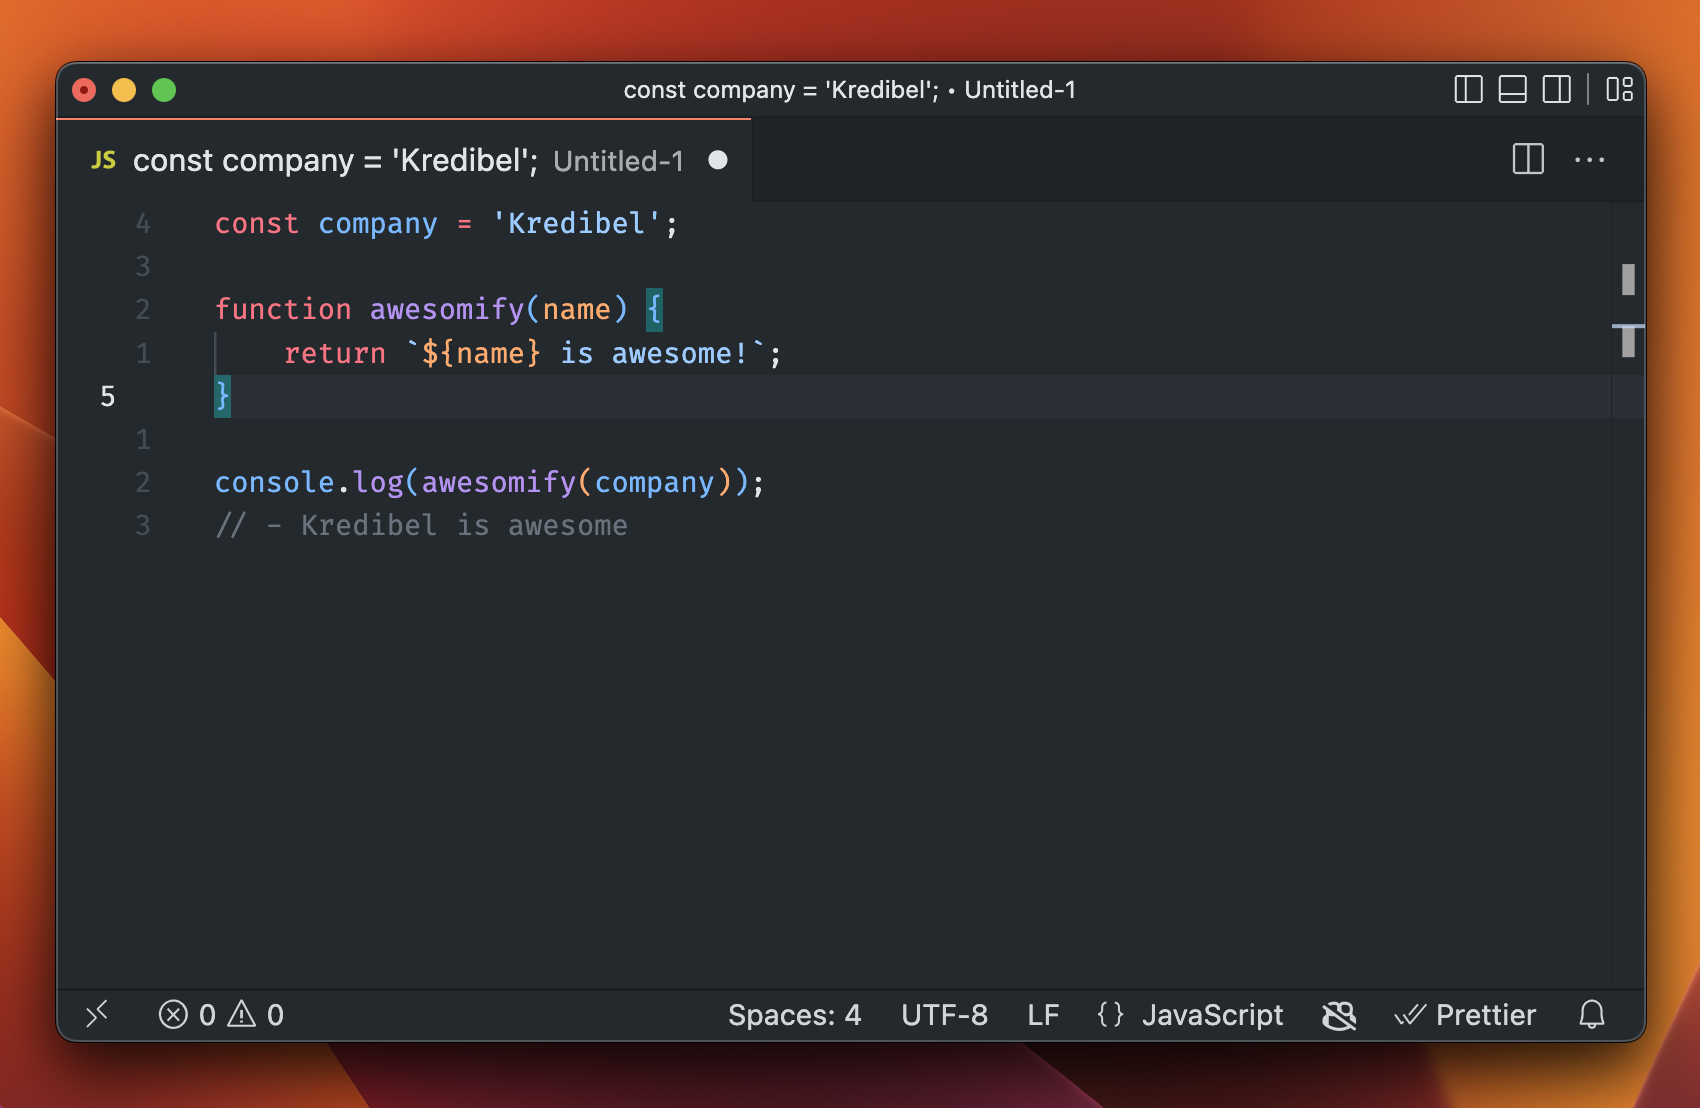 const company = 'Kredibel'; • Untitled-1
JS const company = 'Kredibel'; Untitled-1
4 const company = 'Kredibel';
3
2 function awesomify(name) {
1     return `${name} is awesome!`;
5 }
1
2 console.log(awesomify(company));
3 // - Kredibel is awesome
0 0 Spaces: 4 UTF-8 LF {} JavaScript Prettier